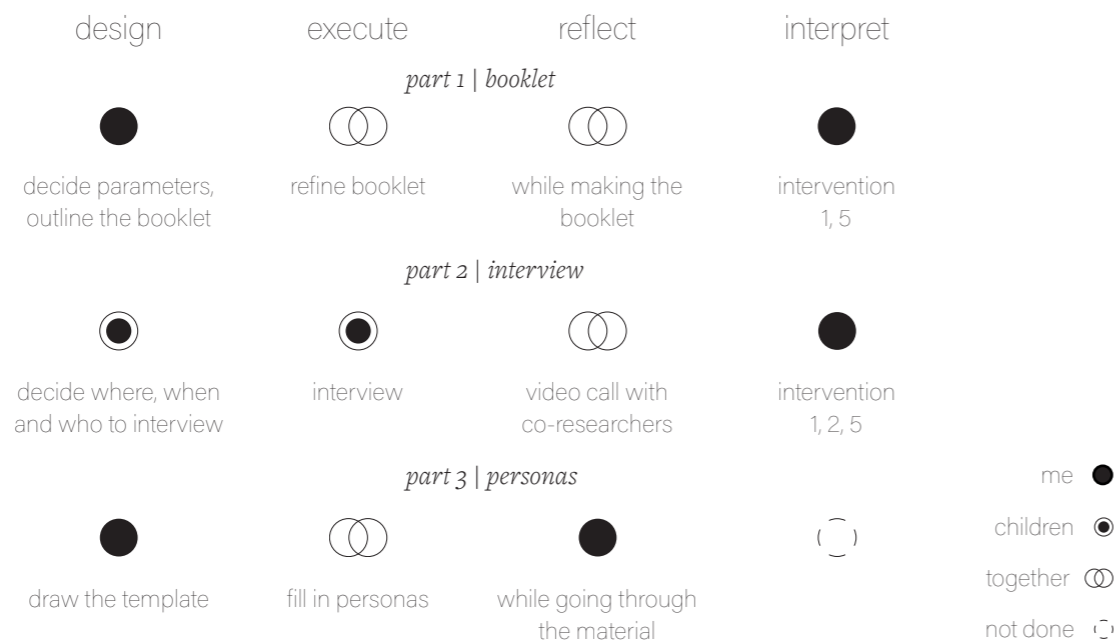 design execute reflect interpret
part 1 | booklet
decide parameters, refine booklet while making the intervention
outline the booklet booklet 1, 5
part 2 | interview
decide where, when interview video call with intervention
and who to interview co-researchers 1, 2, 5
part 3 | personas
draw the template fill in personas while going through
the material
me
children
together
not done